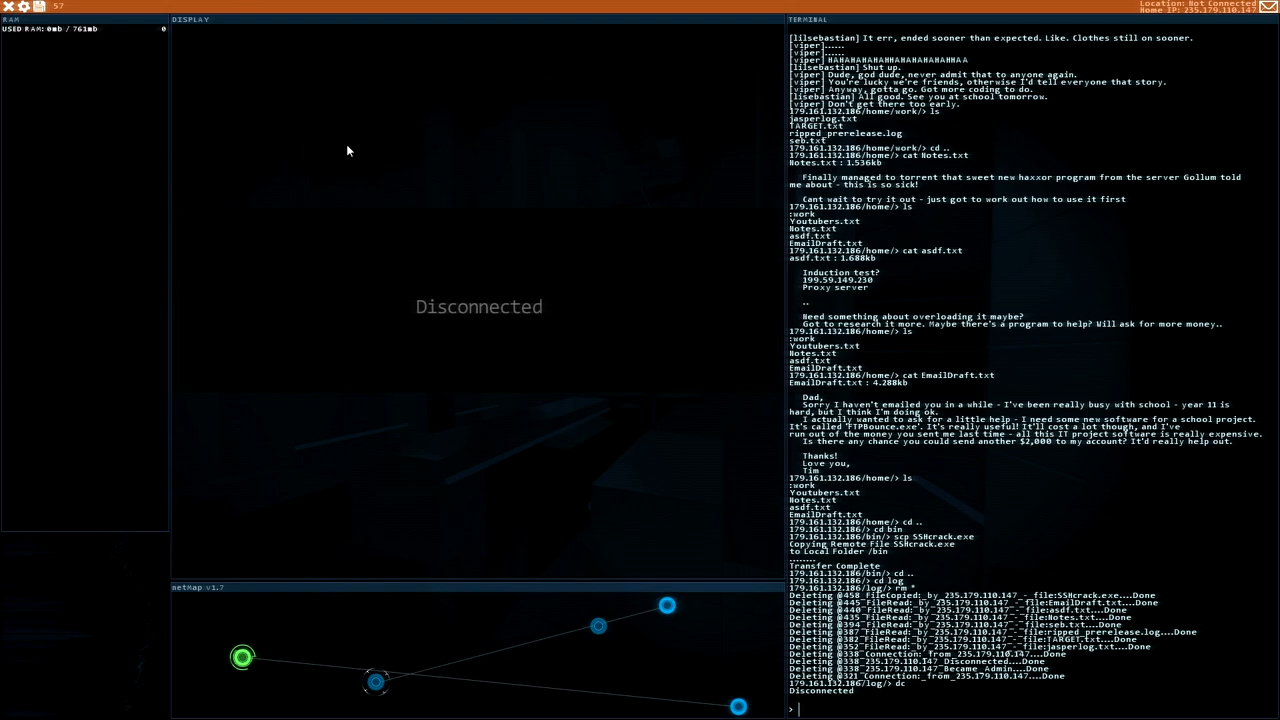 57
Location: Not Connected
Home IP: 235.179.110.147
RAM
USED RAM: 0mb / 761mb
0
DISPLAY
Disconnected
netMap v1.7
TERMINAL
[lilsebastian] It err, ended sooner than expected. Like. Clothes still on sooner.
[viper]......
[viper]......
[viper] HAHAHAHAHAHHAHAHAHAHAHHAA
[lilsebastian] Shut up.
[viper] Dude, god dude, never admit that to anyone again.
[viper] You're lucky we're friends, otherwise I'd tell everyone that story.
[viper] Anyway, gotta go. Got more coding to do.
[lisebastian] All good. See you at school tomorrow.
[viper] Don't get there too early.
179.161.132.186/home/work/> ls
jasperlog.txt
TARGET.txt
ripped_prerelease.log
seb.txt
179.161.132.186/home/work/> cd ..
179.161.132.186/home/> cat Notes.txt
Notes.txt : 1.536kb
Finally managed to torrent that sweet new haxxor program from the server Gollum told
me about - this is so sick!
Cant wait to try it out - just got to work out how to use it first
179.161.132.186/home/> ls
:work
Youtubers.txt
Notes.txt
asdf.txt
EmailDraft.txt
179.161.132.186/home/> cat asdf.txt
asdf.txt : 1.688kb
Induction test?
199.59.149.230
Proxy server
..
Need something about overloading it maybe?
Got to research it more. Maybe there's a program to help? Will ask for more money..
179.161.132.186/home/> ls
:work
Youtubers.txt
Notes.txt
asdf.txt
EmailDraft.txt
179.161.132.186/home/> cat EmailDraft.txt
EmailDraft.txt : 4.288kb
Dad,
Sorry I haven't emailed you in a while - I've been really busy with school - year 11 is
hard, but I think I'm doing ok.
I actually wanted to ask for a little help - I need some new software for a school project.
It's called 'FTPBounce.exe'. It's really useful! It'll cost a lot though, and I've
run out of the money you sent me last time - all this IT project software is really expensive.
Is there any chance you could send another $2,000 to my account? It'd really help out.
Thanks!
Love you,
Tim
179.161.132.186/home/> ls
:work
Youtubers.txt
Notes.txt
asdf.txt
EmailDraft.txt
179.161.132.186/home/> cd ..
179.161.132.186/> cd bin
179.161.132.186/bin/> scp SSHcrack.exe
Copying Remote File SSHcrack.exe
to Local Folder /bin
........
Transfer Complete
179.161.132.186/bin/> cd ..
179.161.132.186/> cd log
179.161.132.186/log/> rm *
Deleting @458_FileCopied:_by_235.179.110.147_-_file:SSHcrack.exe....Done
Deleting @445_FileRead:_by_235.179.110.147_-_file:EmailDraft.txt....Done
Deleting @440_FileRead:_by_235.179.110.147_-_file:asdf.txt....Done
Deleting @435_FileRead:_by_235.179.110.147_-_file:Notes.txt....Done
Deleting @394_FileRead:_by_235.179.110.147_-_file:seb.txt....Done
Deleting @387_FileRead:_by_235.179.110.147_-_file:ripped_prerelease.log....Done
Deleting @382_FileRead:_by_235.179.110.147_-_file:TARGET.txt....Done
Deleting @352_FileRead:_by_235.179.110.147_-_file:jasperlog.txt....Done
Deleting @338_Connection:_from_235.179.110.147....Done
Deleting @338_235.179.110.147_Disconnected....Done
Deleting @338_235.179.110.147_Became_Admin....Done
Deleting @321_Connection:_from_235.179.110.147....Done
179.161.132.186/log/> dc
Disconnected
>